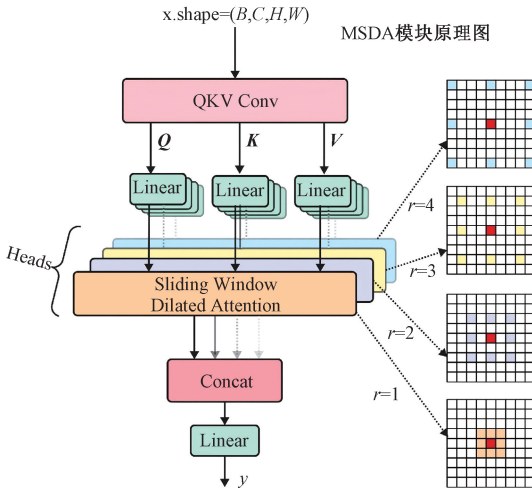 x.shape=(B,C,H,W)
MSDA模块原理图
QKV Conv
Q
K
V
Linear
Linear
Linear
Heads
r=4
r=3
Sliding Window
Dilated Attention
r=2
Concat
r=1
Linear
y